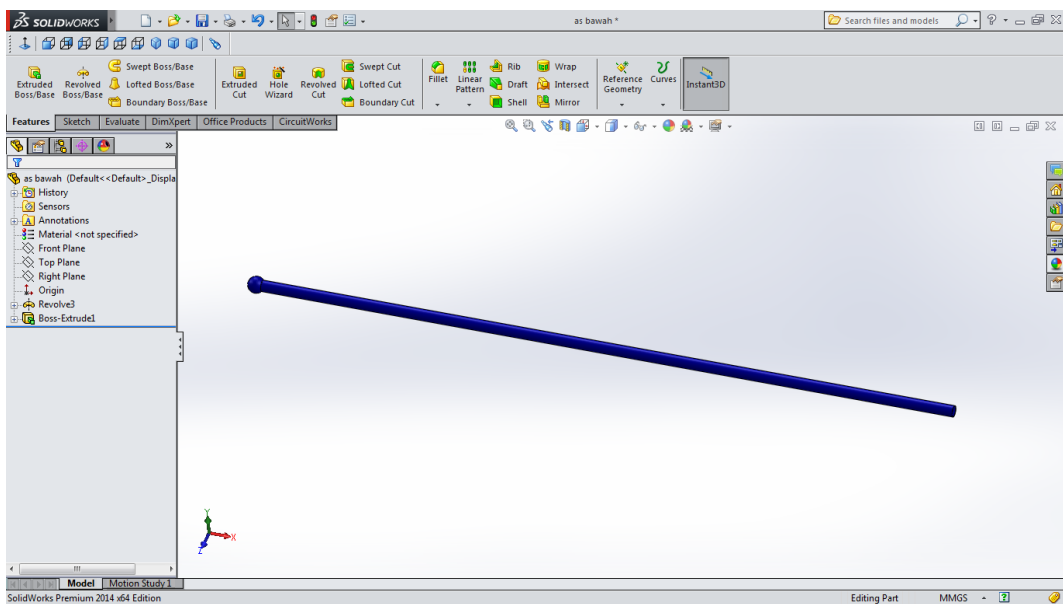 SOLIDWORKS
as bawah *
Search files and models
Extruded Boss/Base
Revolved Boss/Base
Swept Boss/Base
Lofted Boss/Base
Boundary Boss/Base
Extruded Cut
Hole Wizard
Revolved Cut
Swept Cut
Lofted Cut
Boundary Cut
Fillet
Linear Pattern
Rib
Draft
Shell
Wrap
Intersect
Mirror
Reference Geometry
Curves
Instant3D
Features
Sketch
Evaluate
DimXpert
Office Products
CircuitWorks
as bawah (Default<<Default>_Displa
History
Sensors
Annotations
Material <not specified>
Front Plane
Top Plane
Right Plane
Origin
Revolve3
Boss-Extrude1
Y
X
Z
Model
Motion Study 1
SolidWorks Premium 2014 x64 Edition
Editing Part
MMGS